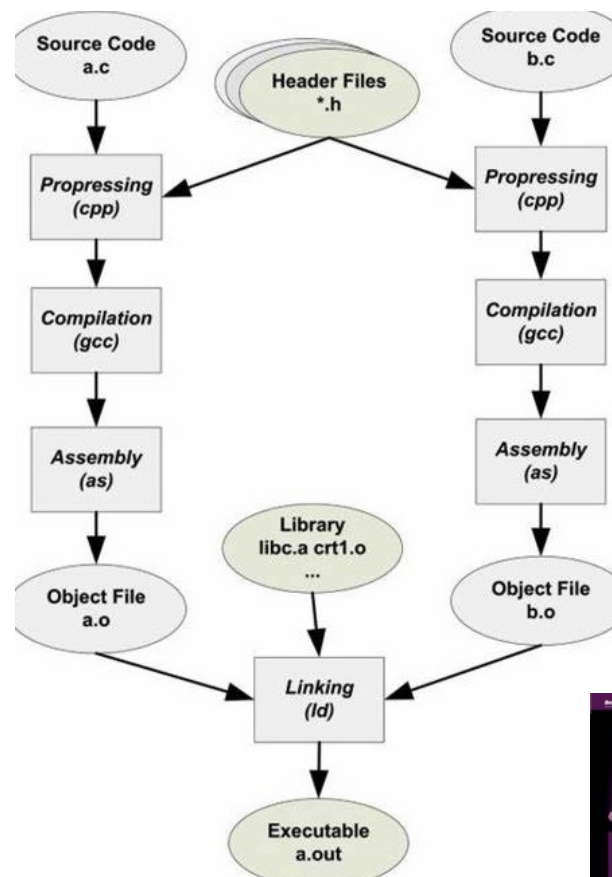 Source Code
a.c
Header Files
*.h
Source Code
b.c
Propressing
(cpp)
Propressing
(cpp)
Compilation
(gcc)
Compilation
(gcc)
Assembly
(as)
Assembly
(as)
Library
libc.a crt1.o
...
Object File
a.o
Object File
b.o
Linking
(ld)
Executable
a.out